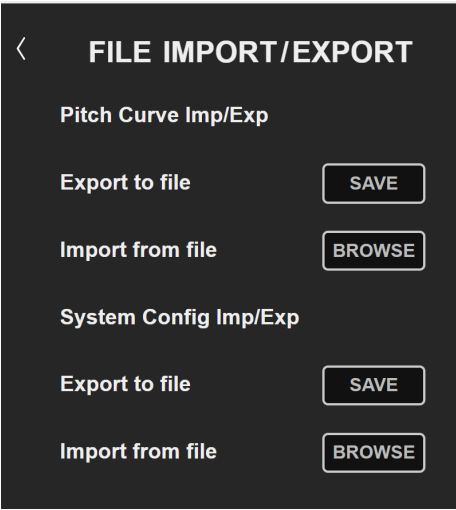 FILE IMPORT/EXPORT
Pitch Curve Imp/Exp
Export to file SAVE
Import from file BROWSE
System Config Imp/Exp
Export to file SAVE
Import from file BROWSE